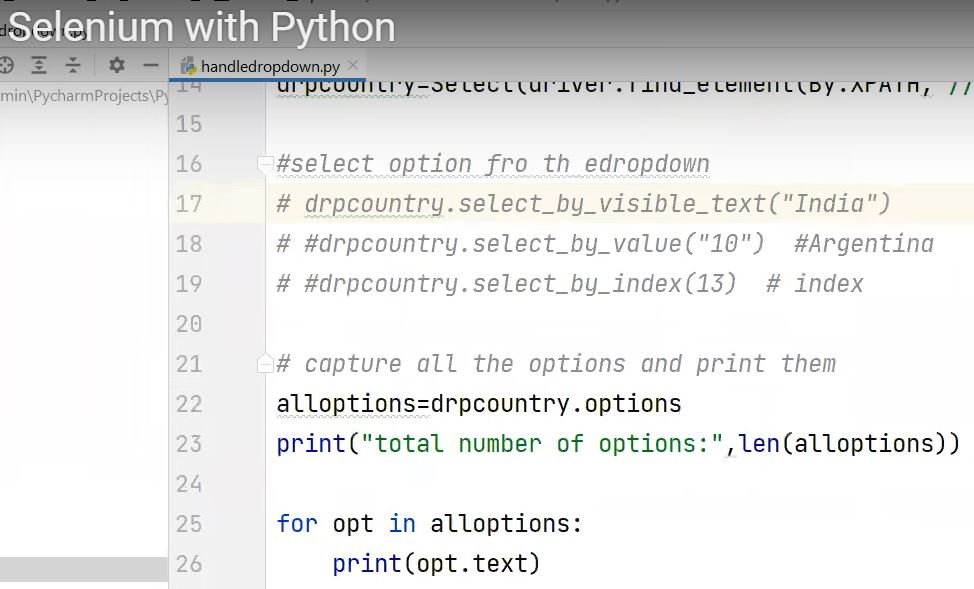 Selenium with Python
handledropdown.py
min\PycharmProjects\Py
14 drpcountry=Select(driver.find_element(By.XPATH, "//
15
16 #select option fro th edropdown
17 # drpcountry.select_by_visible_text("India")
18 # #drpcountry.select_by_value("10")  #Argentina
19 # #drpcountry.select_by_index(13)  # index
20
21 # capture all the options and print them
22 alloptions=drpcountry.options
23 print("total number of options:",len(alloptions))
24
25 for opt in alloptions:
26     print(opt.text)